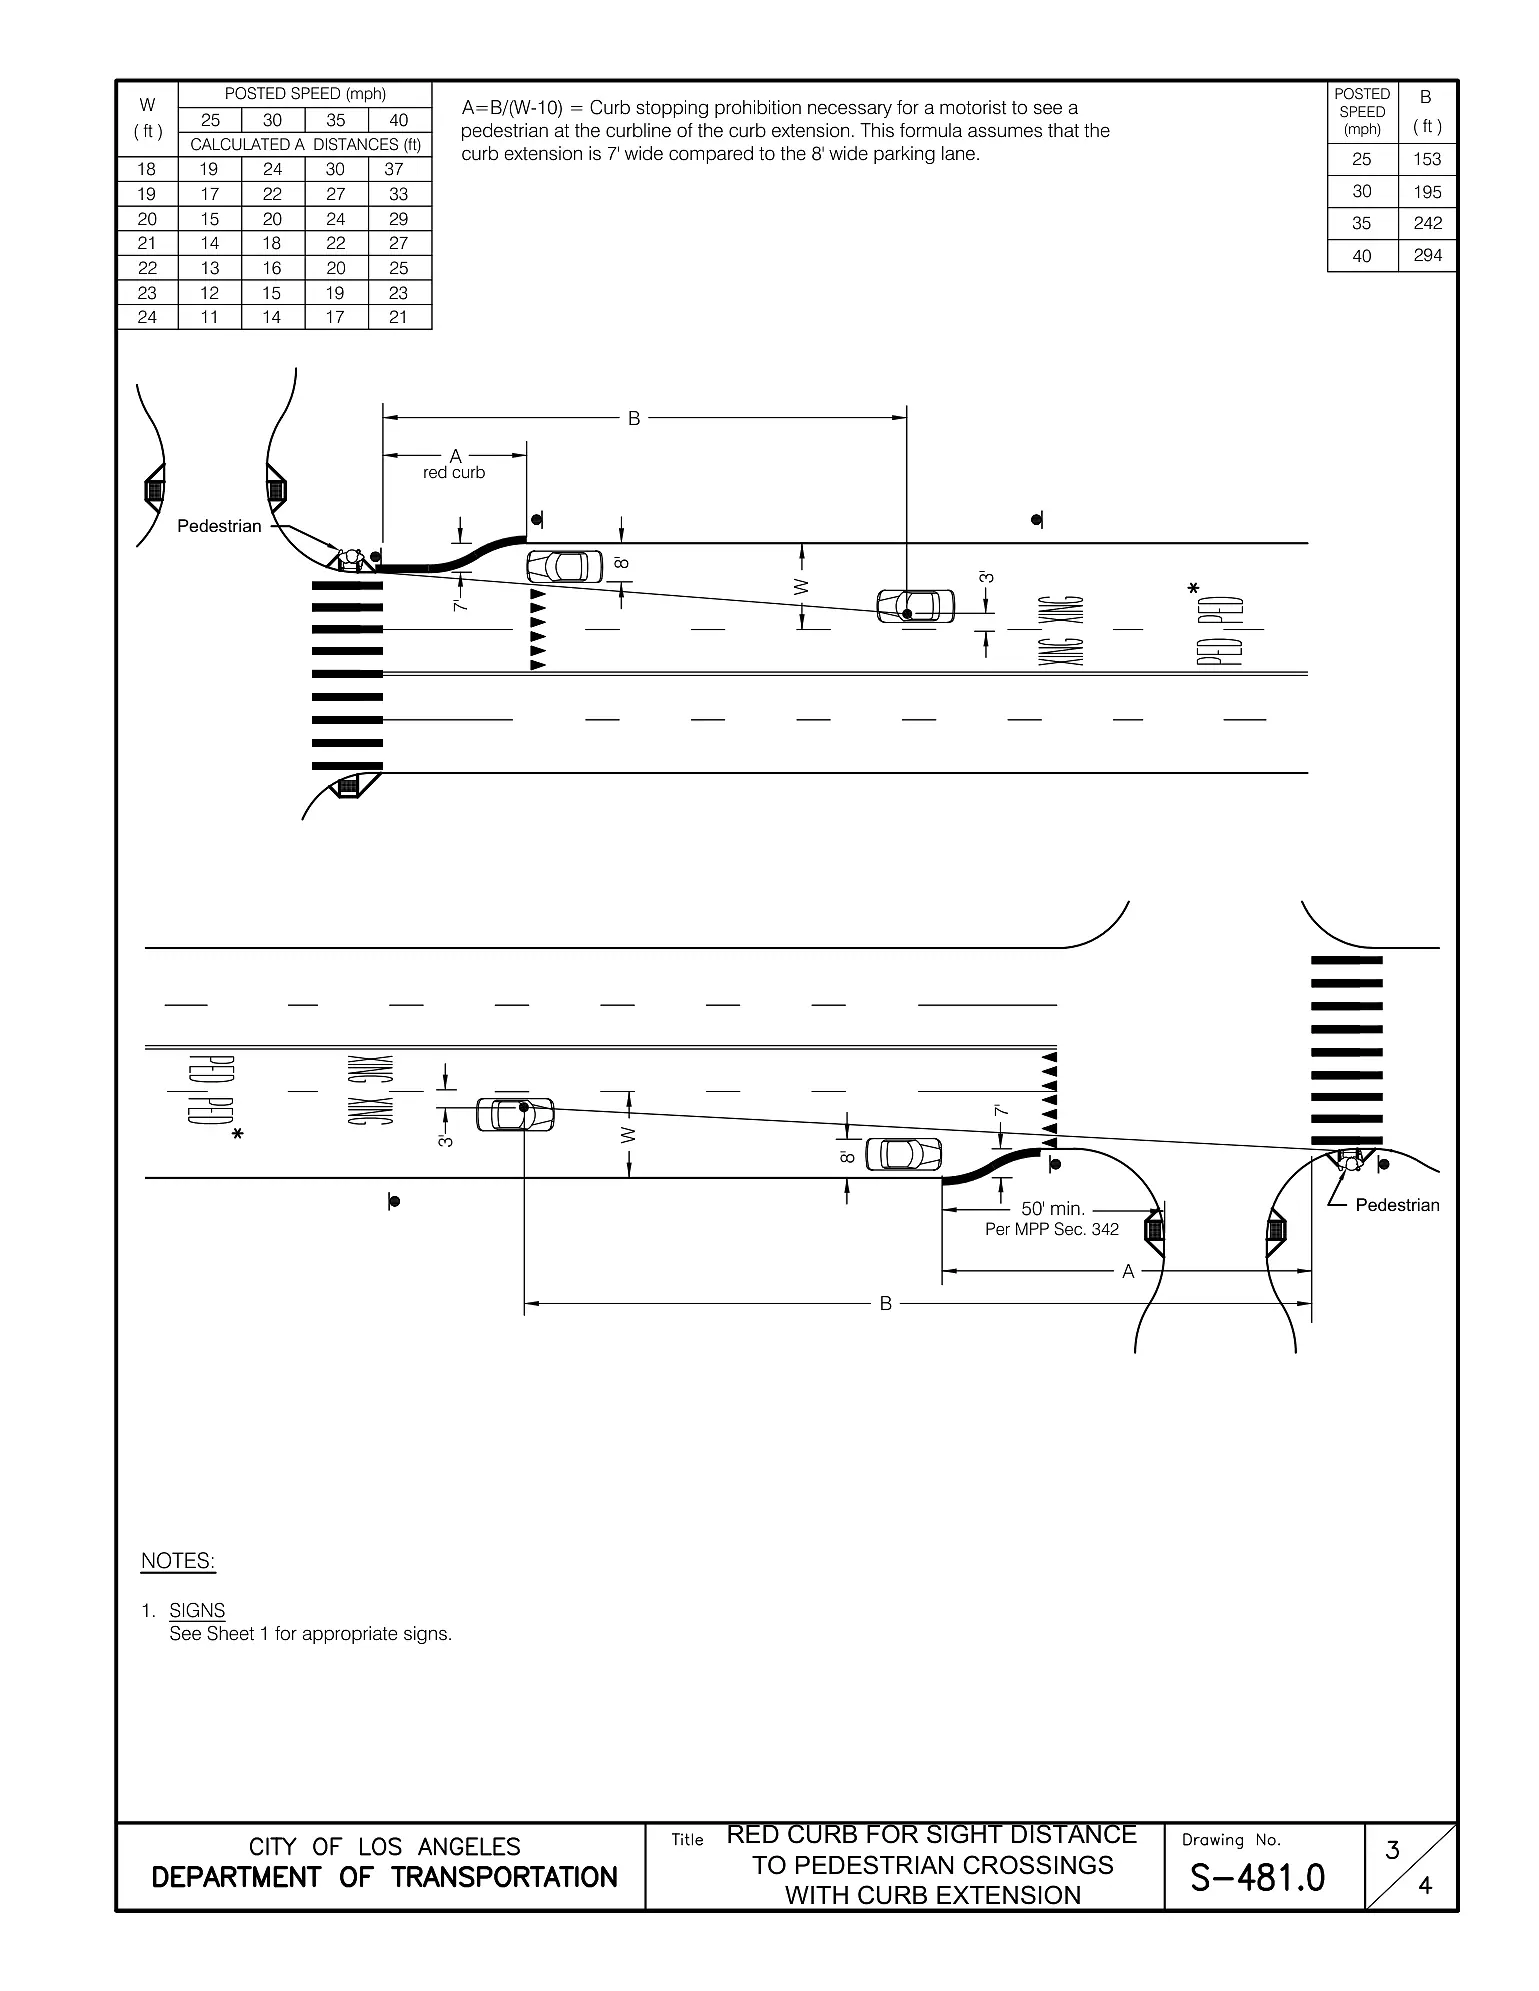 W
( ft )
POSTED SPEED (mph)
25 30 35 40
CALCULATED A DISTANCES (ft)
18 19 24 30 37
19 17 22 27 33
20 15 20 24 29
21 14 18 22 27
22 13 16 20 25
23 12 15 19 23
24 11 14 17 21
A=B/(W-10) = Curb stopping prohibition necessary for a motorist to see a
pedestrian at the curbline of the curb extension. This formula assumes that the
curb extension is 7' wide compared to the 8' wide parking lane.
POSTED
SPEED
(mph)
B
( ft )
25 153
30 195
35 242
40 294
B
A
red curb
Pedestrian
8'
7'
W
3'
XING XING
*
PED PED
PED PED
*
XING XING
3'
W
8'
7'
50' min.
Per MPP Sec. 342
Pedestrian
A
B
NOTES:
1. SIGNS
See Sheet 1 for appropriate signs.
CITY OF LOS ANGELES
DEPARTMENT OF TRANSPORTATION
Title
RED CURB FOR SIGHT DISTANCE
TO PEDESTRIAN CROSSINGS
WITH CURB EXTENSION
Drawing No.
S-481.0
3
4